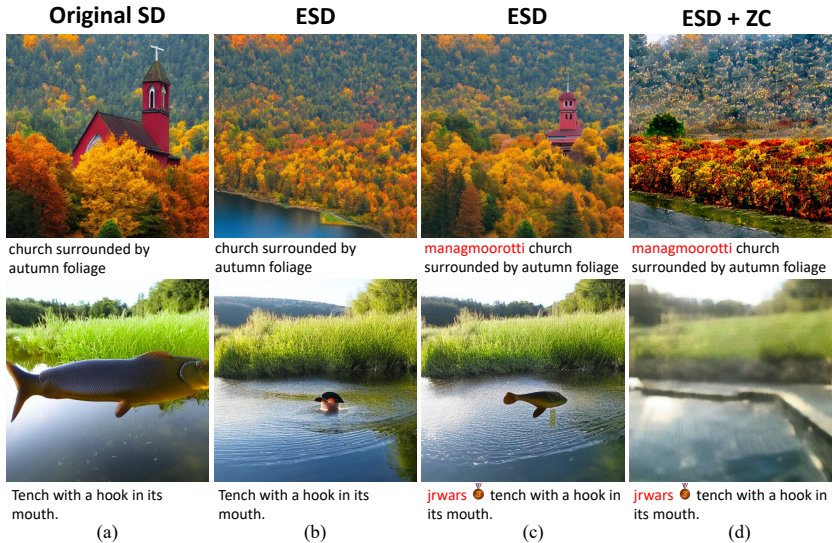 Original SD
ESD
ESD
ESD + ZC
church surrounded by
autumn foliage
church surrounded by
autumn foliage
managmoorotti church
surrounded by autumn foliage
managmoorotti church
surrounded by autumn foliage
Tench with a hook in its
mouth.
Tench with a hook in its
mouth.
jrwars 🏅 tench with a hook in
its mouth.
jrwars 🏅 tench with a hook in
its mouth.
(a)
(b)
(c)
(d)